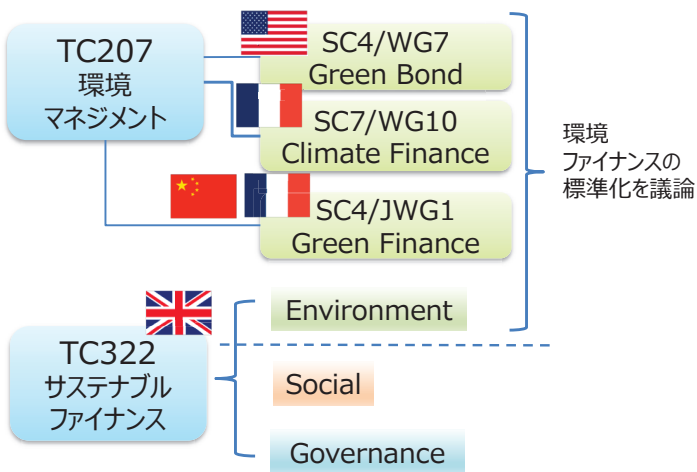 TC207
環境
マネジメント
SC4/WG7
Green Bond
SC7/WG10
Climate Finance
SC4/JWG1
Green Finance
環境
ファイナンスの
標準化を議論
TC322
サステナブル
ファイナンス
Environment
Social
Governance